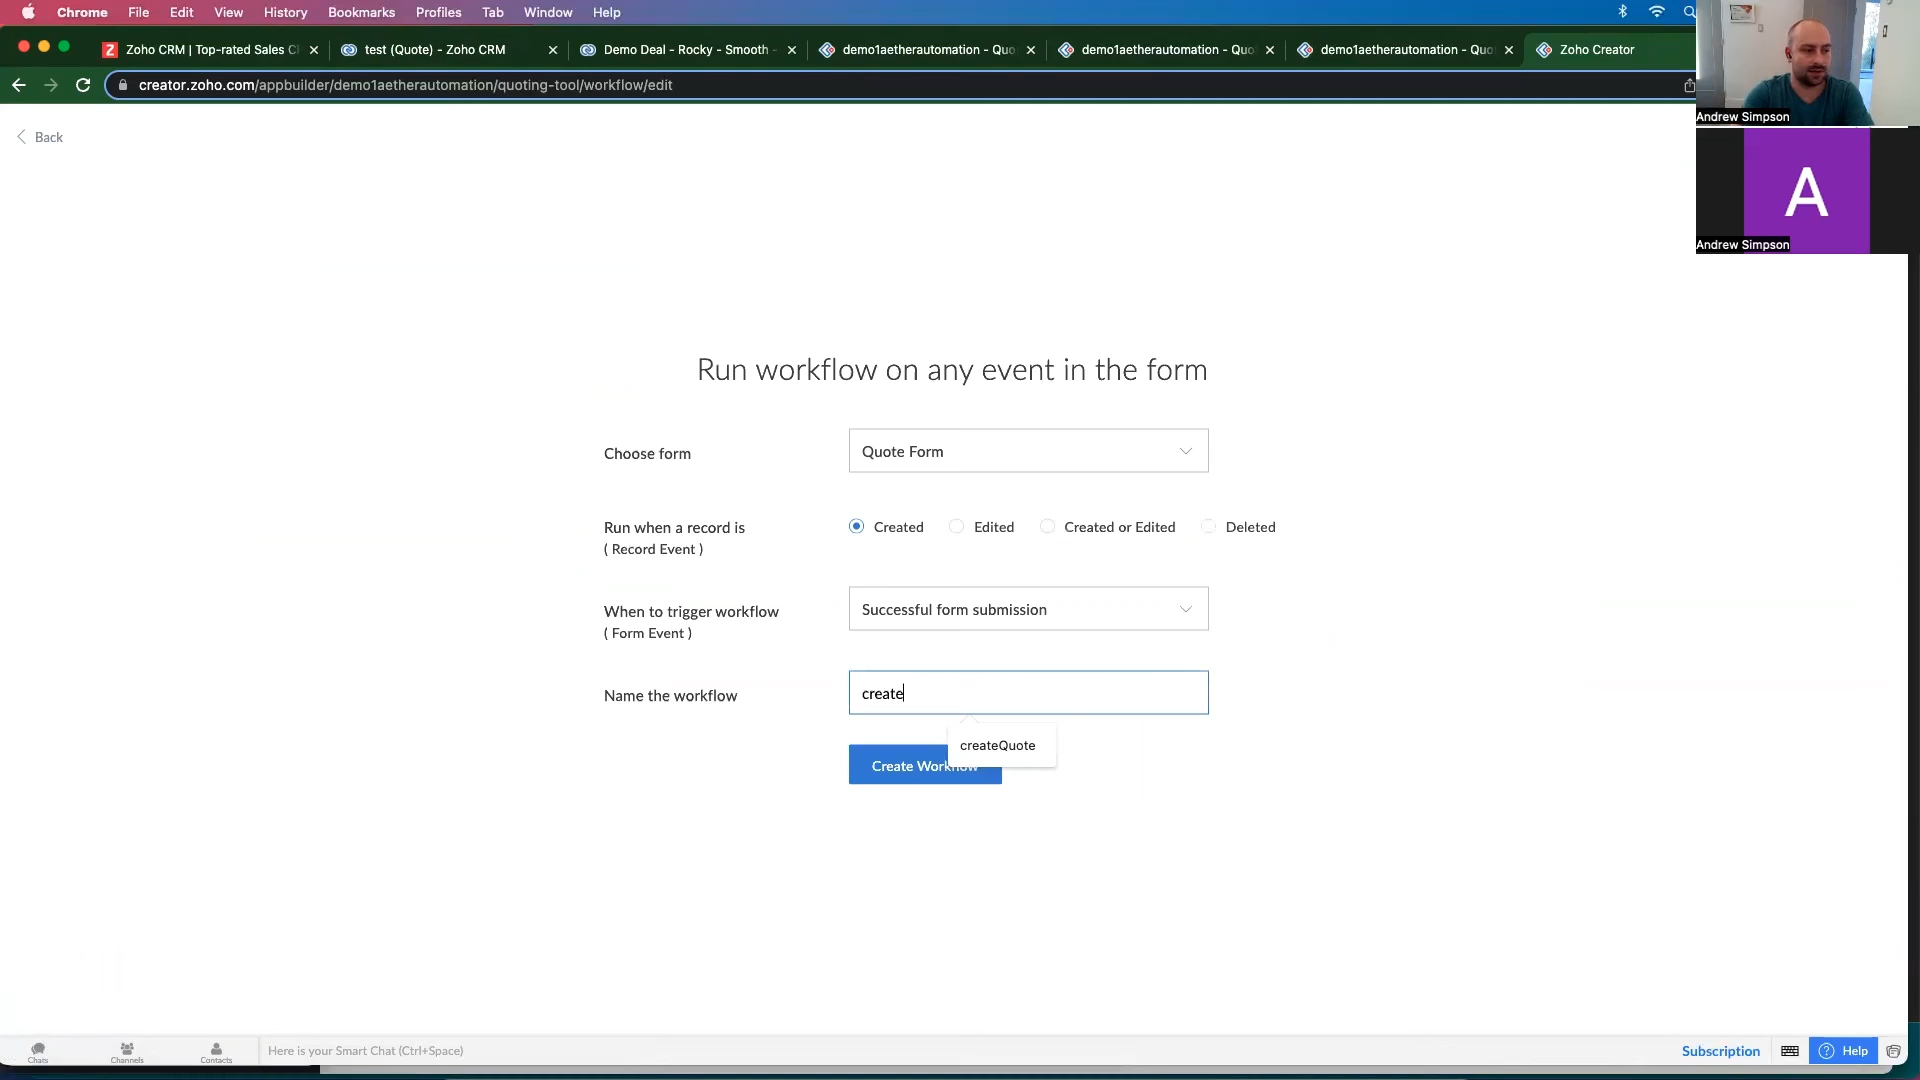 Chrome File Edit View History Bookmarks Profiles Tab Window Help
Zoho CRM | Top-rated Sales C
test (Quote) - Zoho CRM
Demo Deal - Rocky - Smooth -
demo1aetherautomation - Quo
demo1aetherautomation - Quo
demo1aetherautomation - Quo
Zoho Creator
creator.zoho.com/appbuilder/demo1aetherautomation/quoting-tool/workflow/edit
Andrew Simpson
Back
A
Andrew Simpson
Run workflow on any event in the form
Choose form
Quote Form
Run when a record is
( Record Event )
Created Edited Created or Edited Deleted
When to trigger workflow
( Form Event )
Successful form submission
Name the workflow
create
createQuote
Create Workflow
Chats Channels Contacts
Here is your Smart Chat (Ctrl+Space)
Subscription
Help